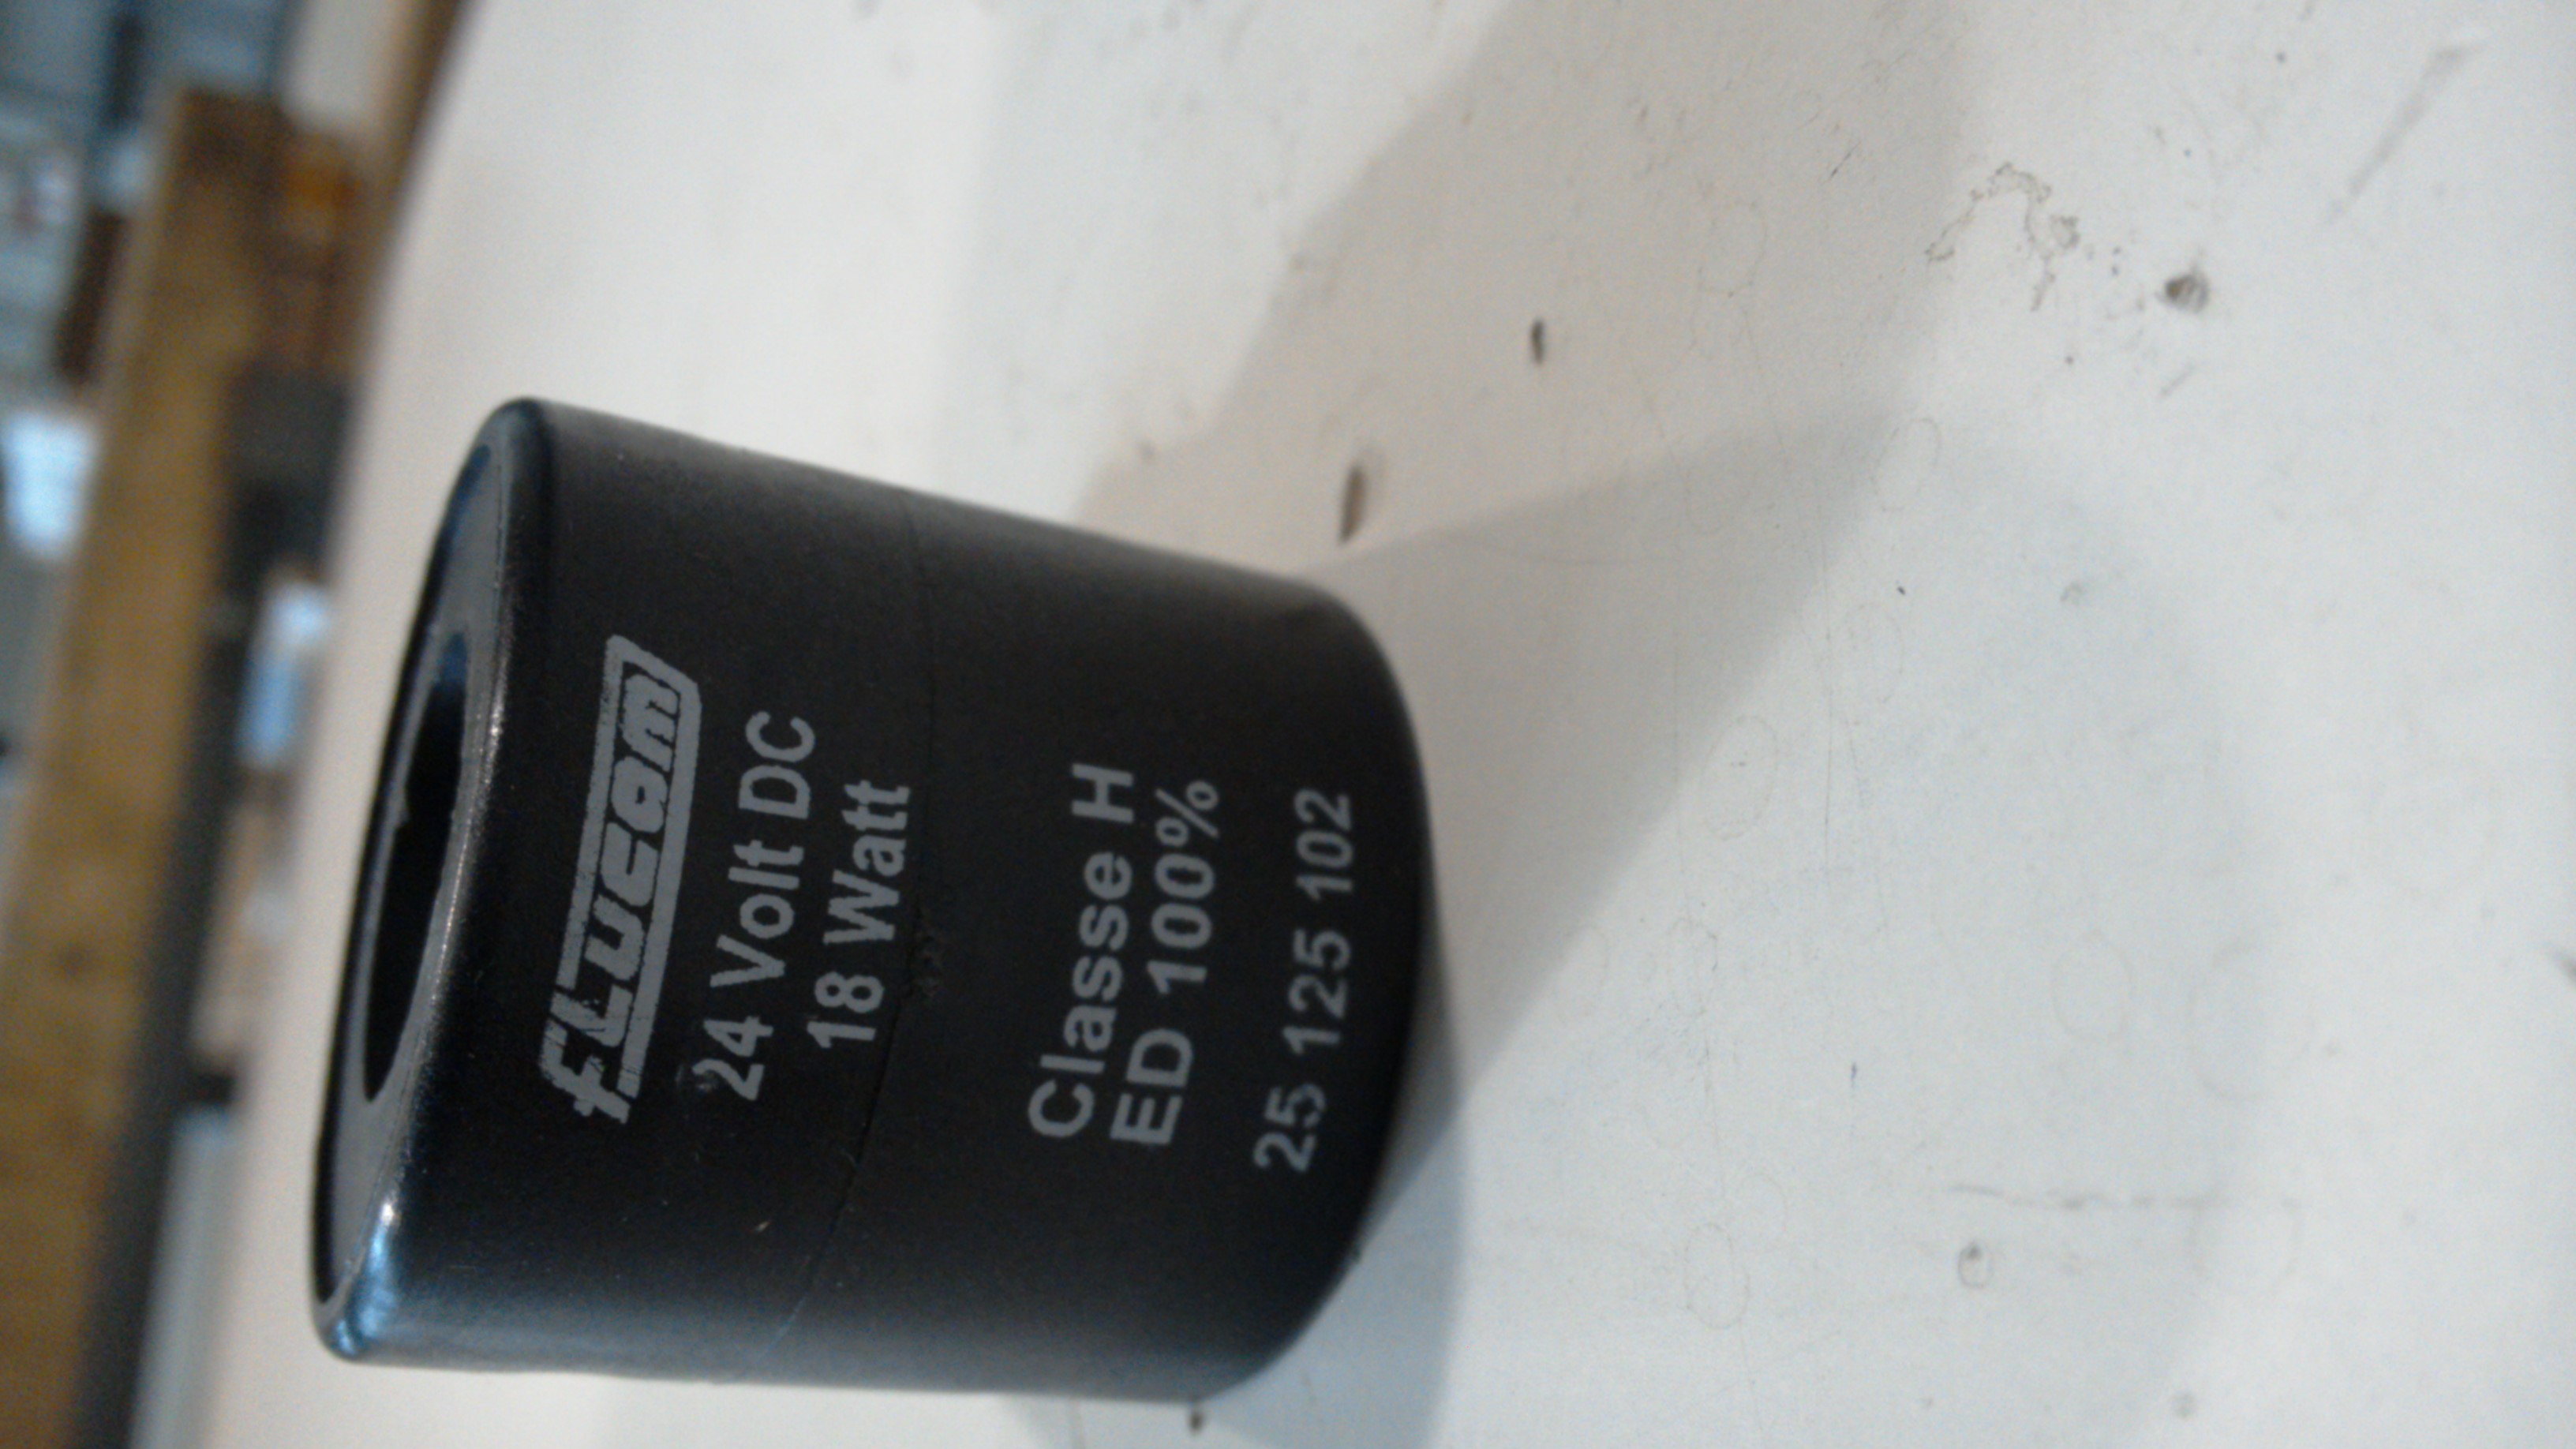 FLUCOM
24 Volt DC
18 Watt
Classe H
ED 100%
25 125 102